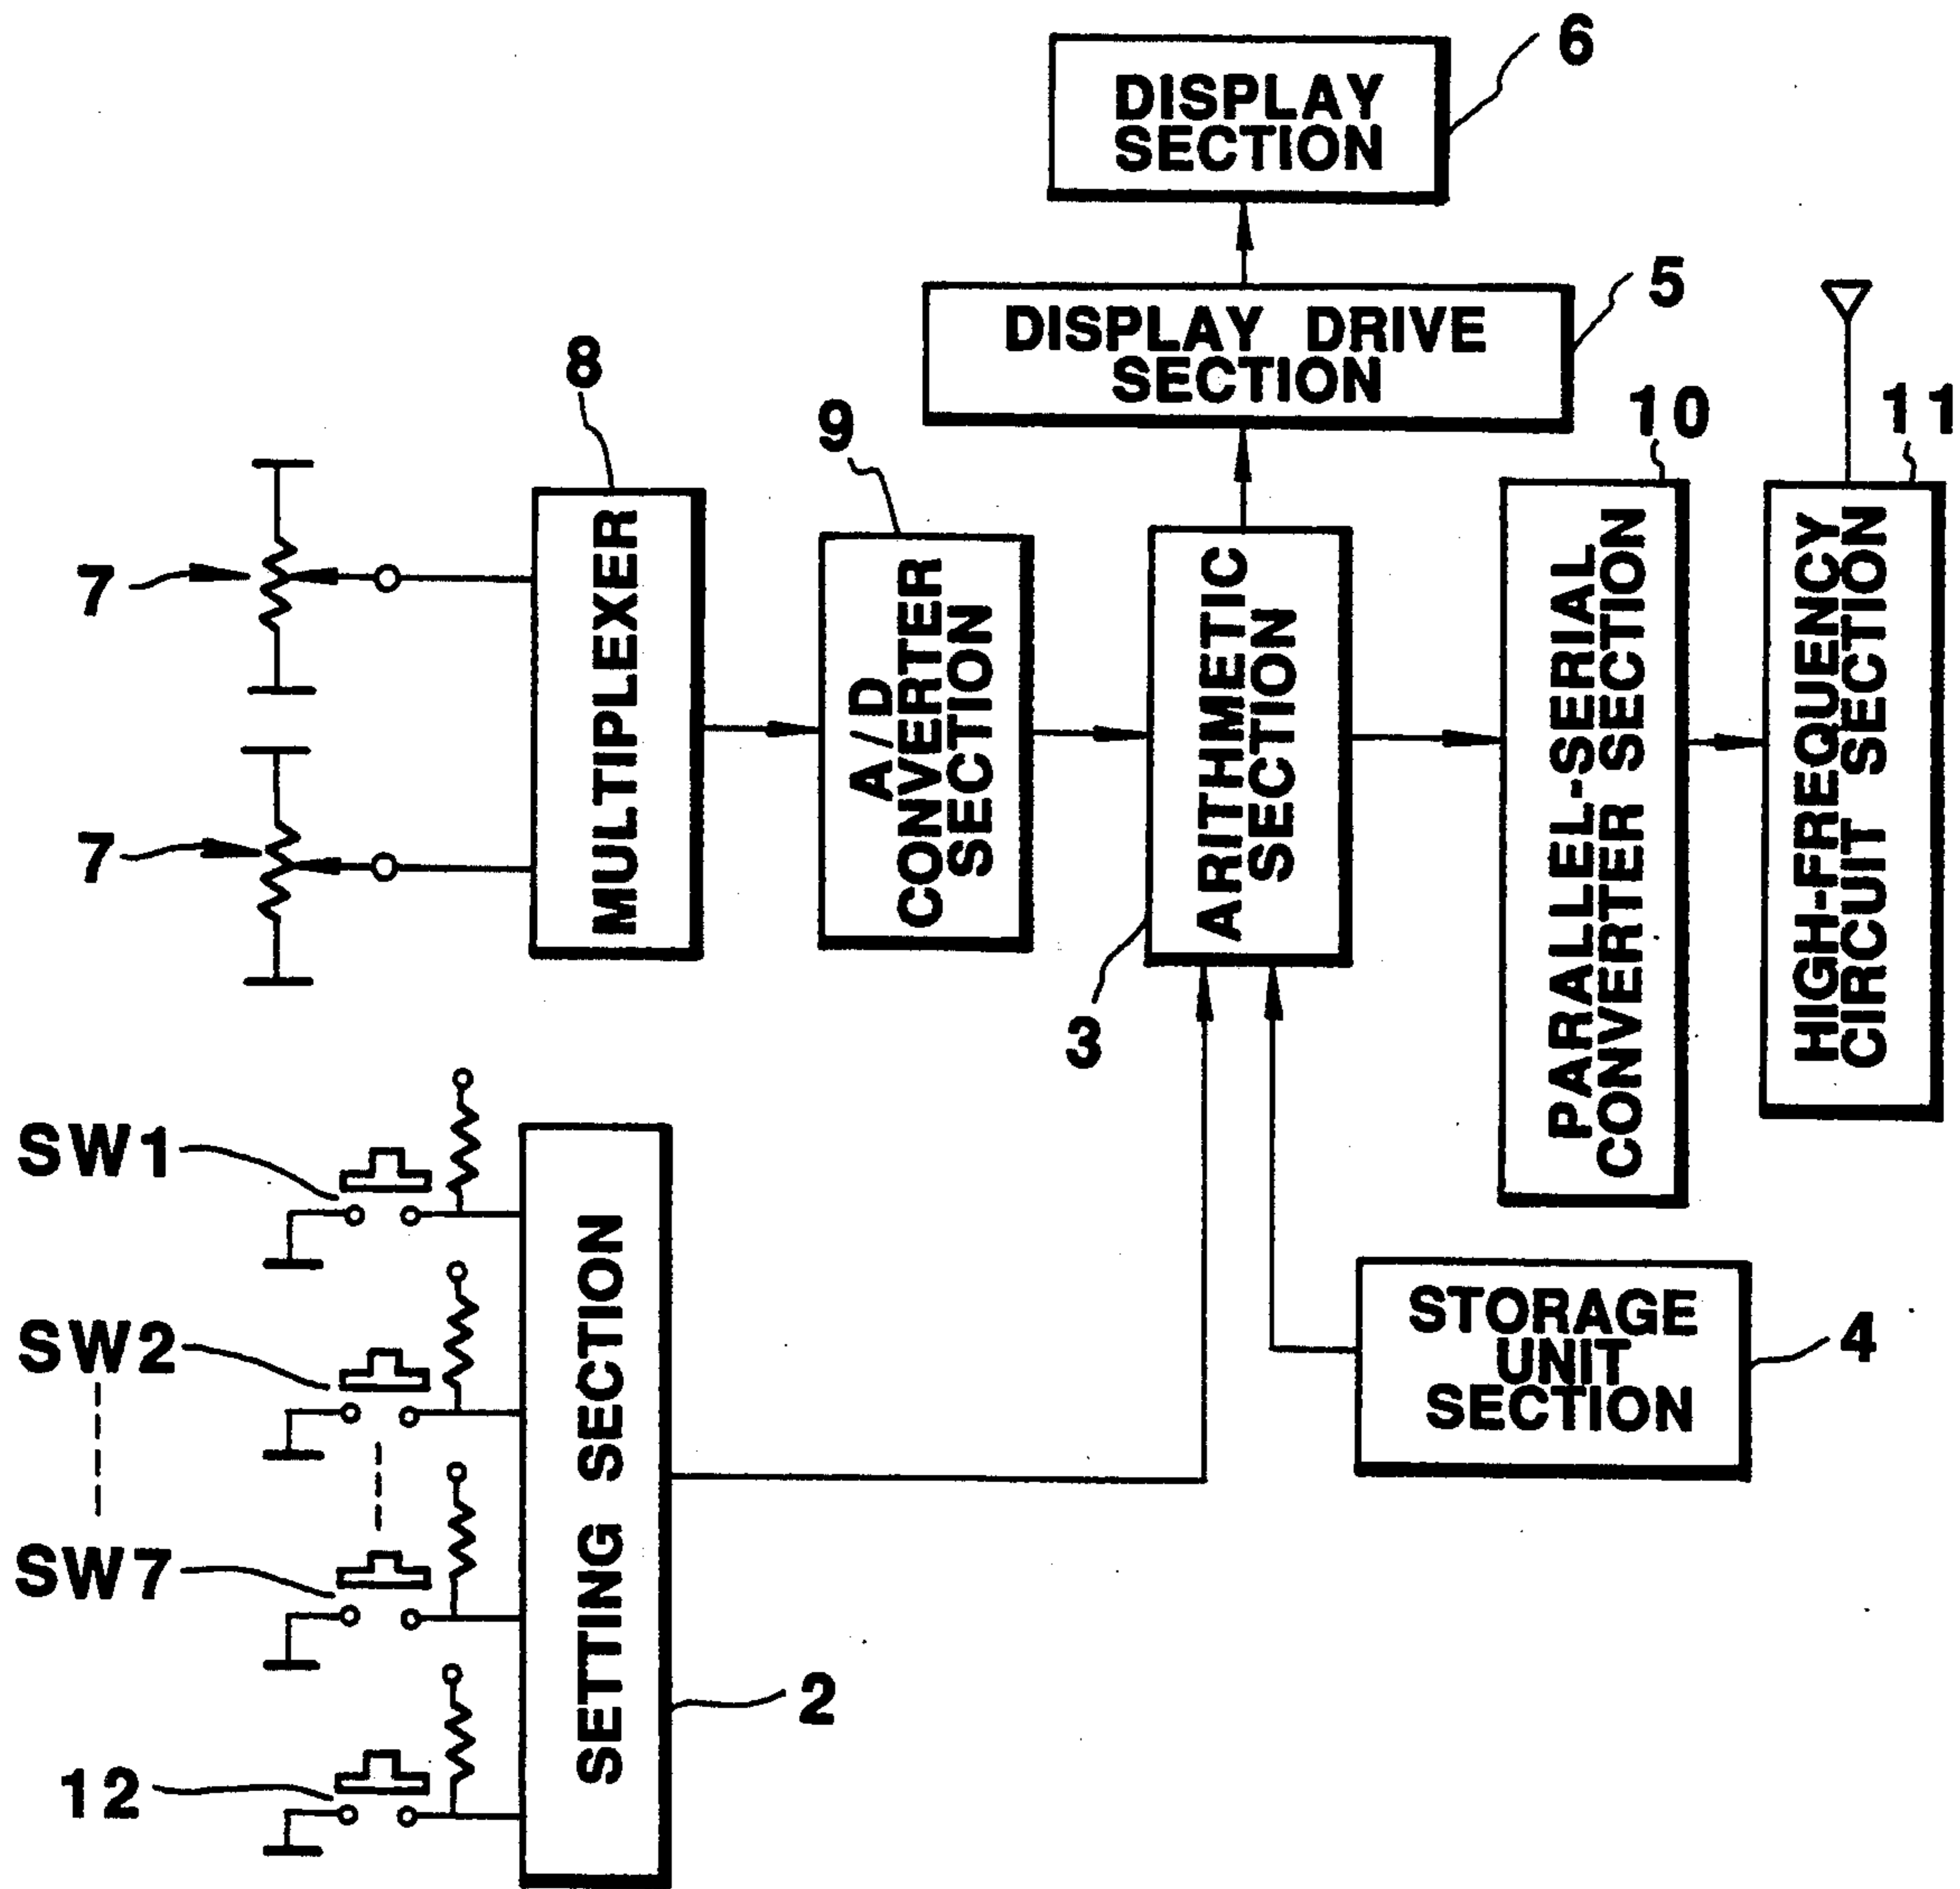 6
DISPLAY
SECTION
5
DISPLAY DRIVE
SECTION
8
9
10
11
7
7
MULTIPLEXER
A/D
CONVERTER
SECTION
ARITHMETIC
SECTION
PARALLEL-SERIAL
CONVERTER SECTION
HIGH-FREQUENCY
CIRCUIT SECTION
3
SW1
SW2
SW7
12
SETTING SECTION
2
STORAGE
UNIT
SECTION
4